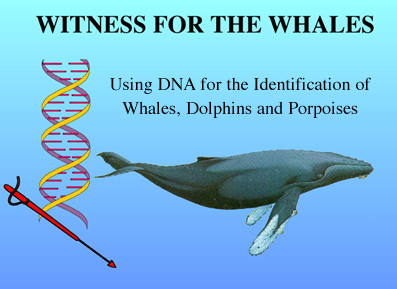 WITNESS FOR THE WHALES
Using DNA for the Identification of
Whales, Dolphins and Porpoises